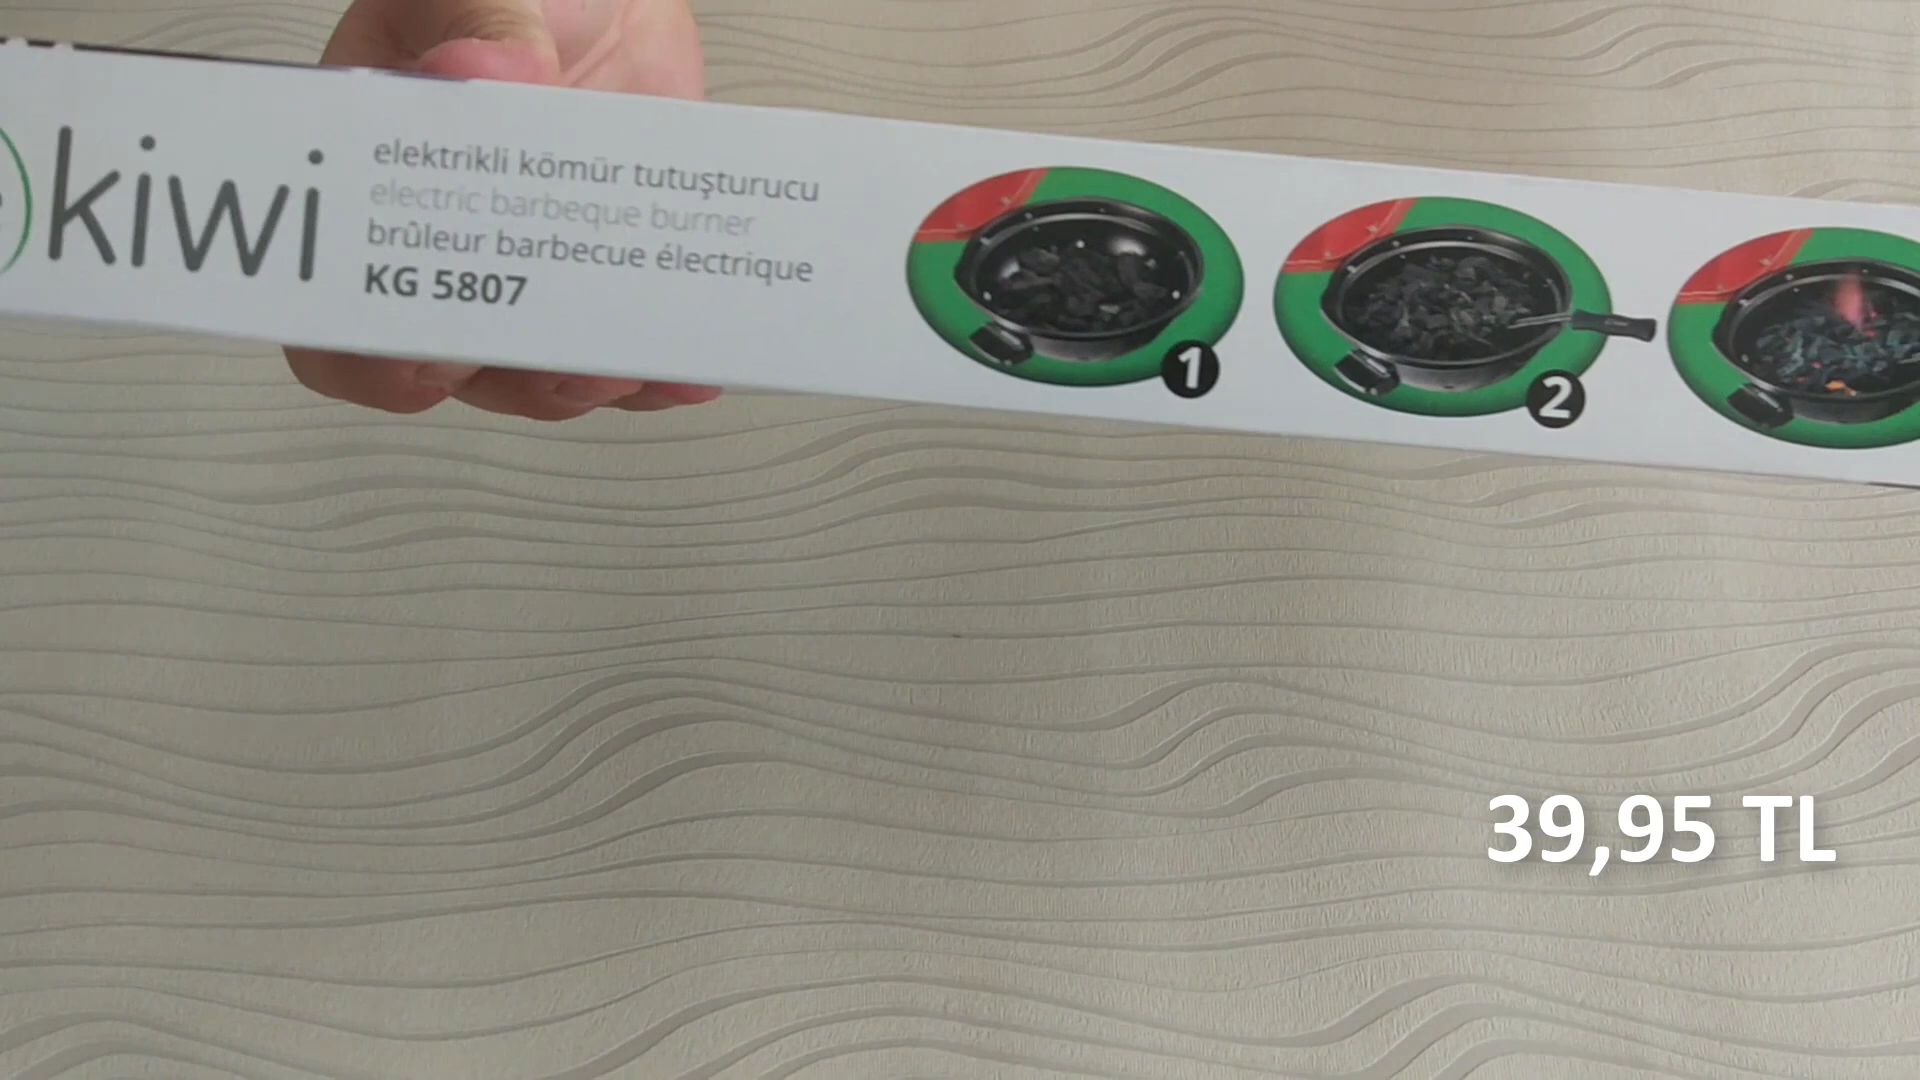 kiwi
elektrikli kömür tutuşturucu
electric barbeque burner
brûleur barbecue électrique
KG 5807
1
2
39,95 TL